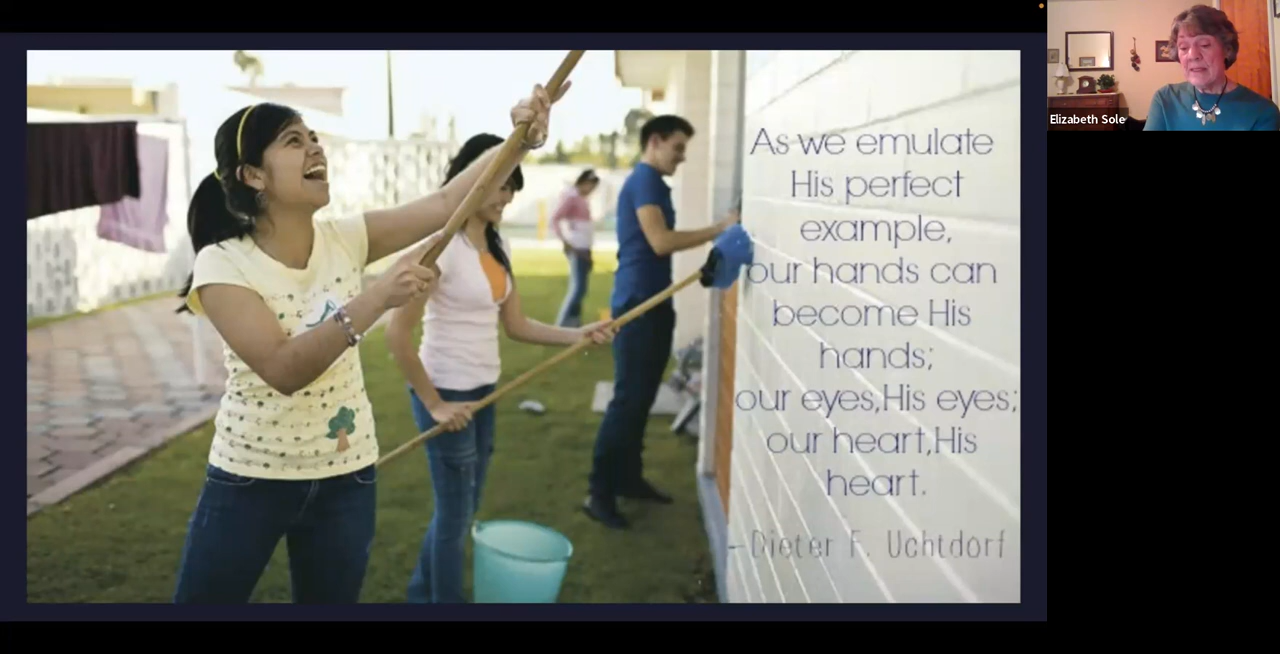 As we emulate
His perfect
example,
our hands can
become His
hands;
our eyes,His eyes;
our heart,His
heart.
-Dieter F. Uchtdorf
Elizabeth Sole